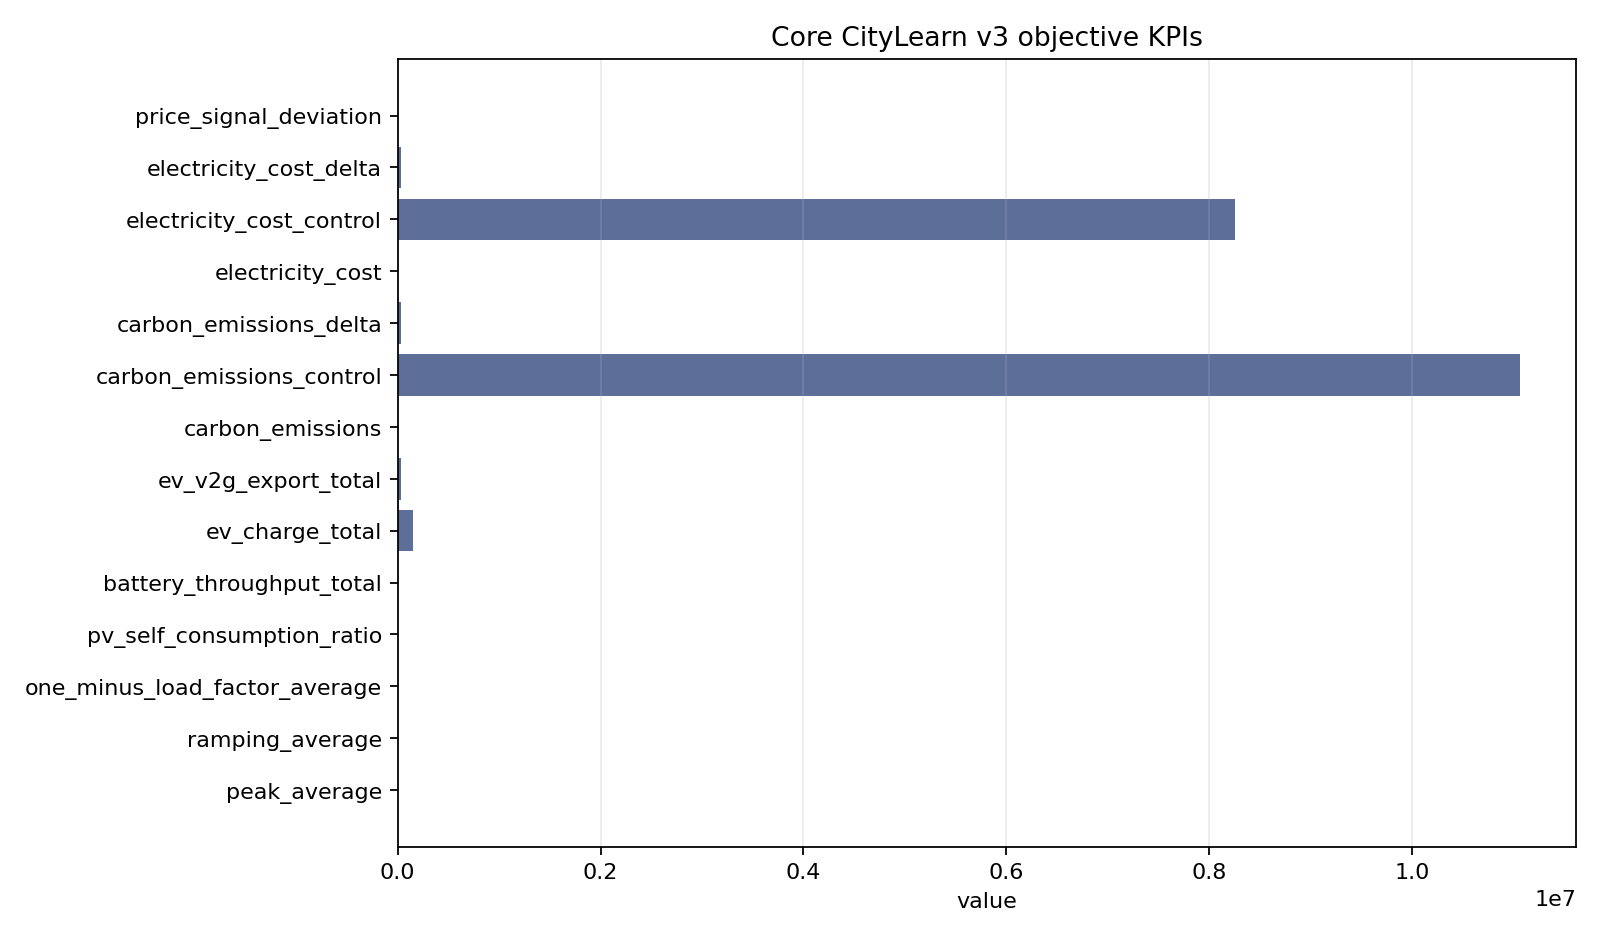 Core CityLearn v3 objective KPIs
price_signal_deviation
electricity_cost_delta
electricity_cost_control
electricity_cost
carbon_emissions_delta
carbon_emissions_control
carbon_emissions
ev_v2g_export_total
ev_charge_total
battery_throughput_total
pv_self_consumption_ratio
one_minus_load_factor_average
ramping_average
peak_average
0.0 0.2 0.4 0.6 0.8 1.0
value
1e7